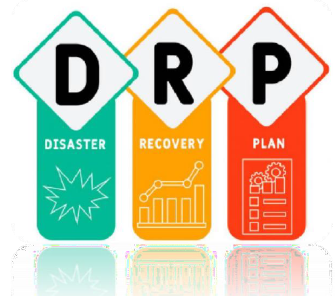 D R P
DISASTER RECOVERY PLAN